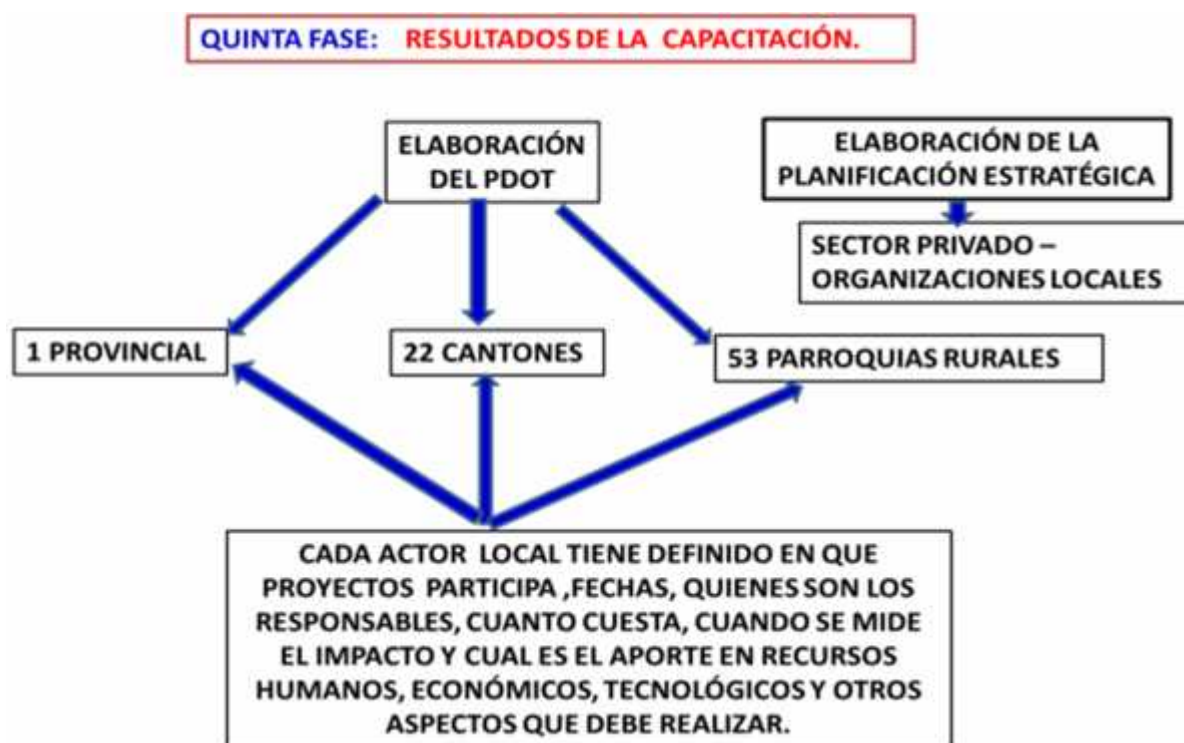 QUINTA FASE: RESULTADOS DE LA CAPACITACIÓN.
ELABORACIÓN
DEL PDOT
ELABORACIÓN DE LA
PLANIFICACIÓN ESTRATÉGICA
SECTOR PRIVADO –
ORGANIZACIONES LOCALES
1 PROVINCIAL
22 CANTONES
53 PARROQUIAS RURALES
CADA ACTOR LOCAL TIENE DEFINIDO EN QUE
PROYECTOS PARTICIPA ,FECHAS, QUIENES SON LOS
RESPONSABLES, CUANTO CUESTA, CUANDO SE MIDE
EL IMPACTO Y CUAL ES EL APORTE EN RECURSOS
HUMANOS, ECONÓMICOS, TECNOLÓGICOS Y OTROS
ASPECTOS QUE DEBE REALIZAR.